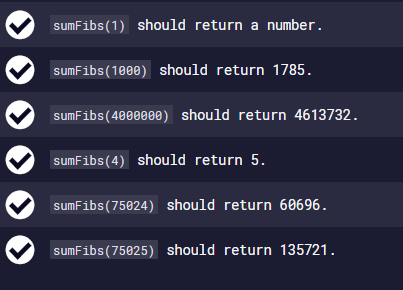 sumFibs(1) should return a number.
sumFibs(1000) should return 1785.
sumFibs(4000000) should return 4613732.
sumFibs(4) should return 5.
sumFibs(75024) should return 60696.
sumFibs(75025) should return 135721.